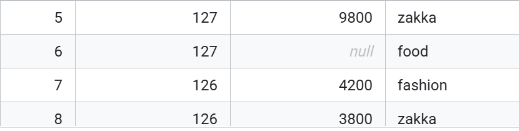 5 127 9800 zakka
6 127 null food
7 126 4200 fashion
8 126 3800 zakka